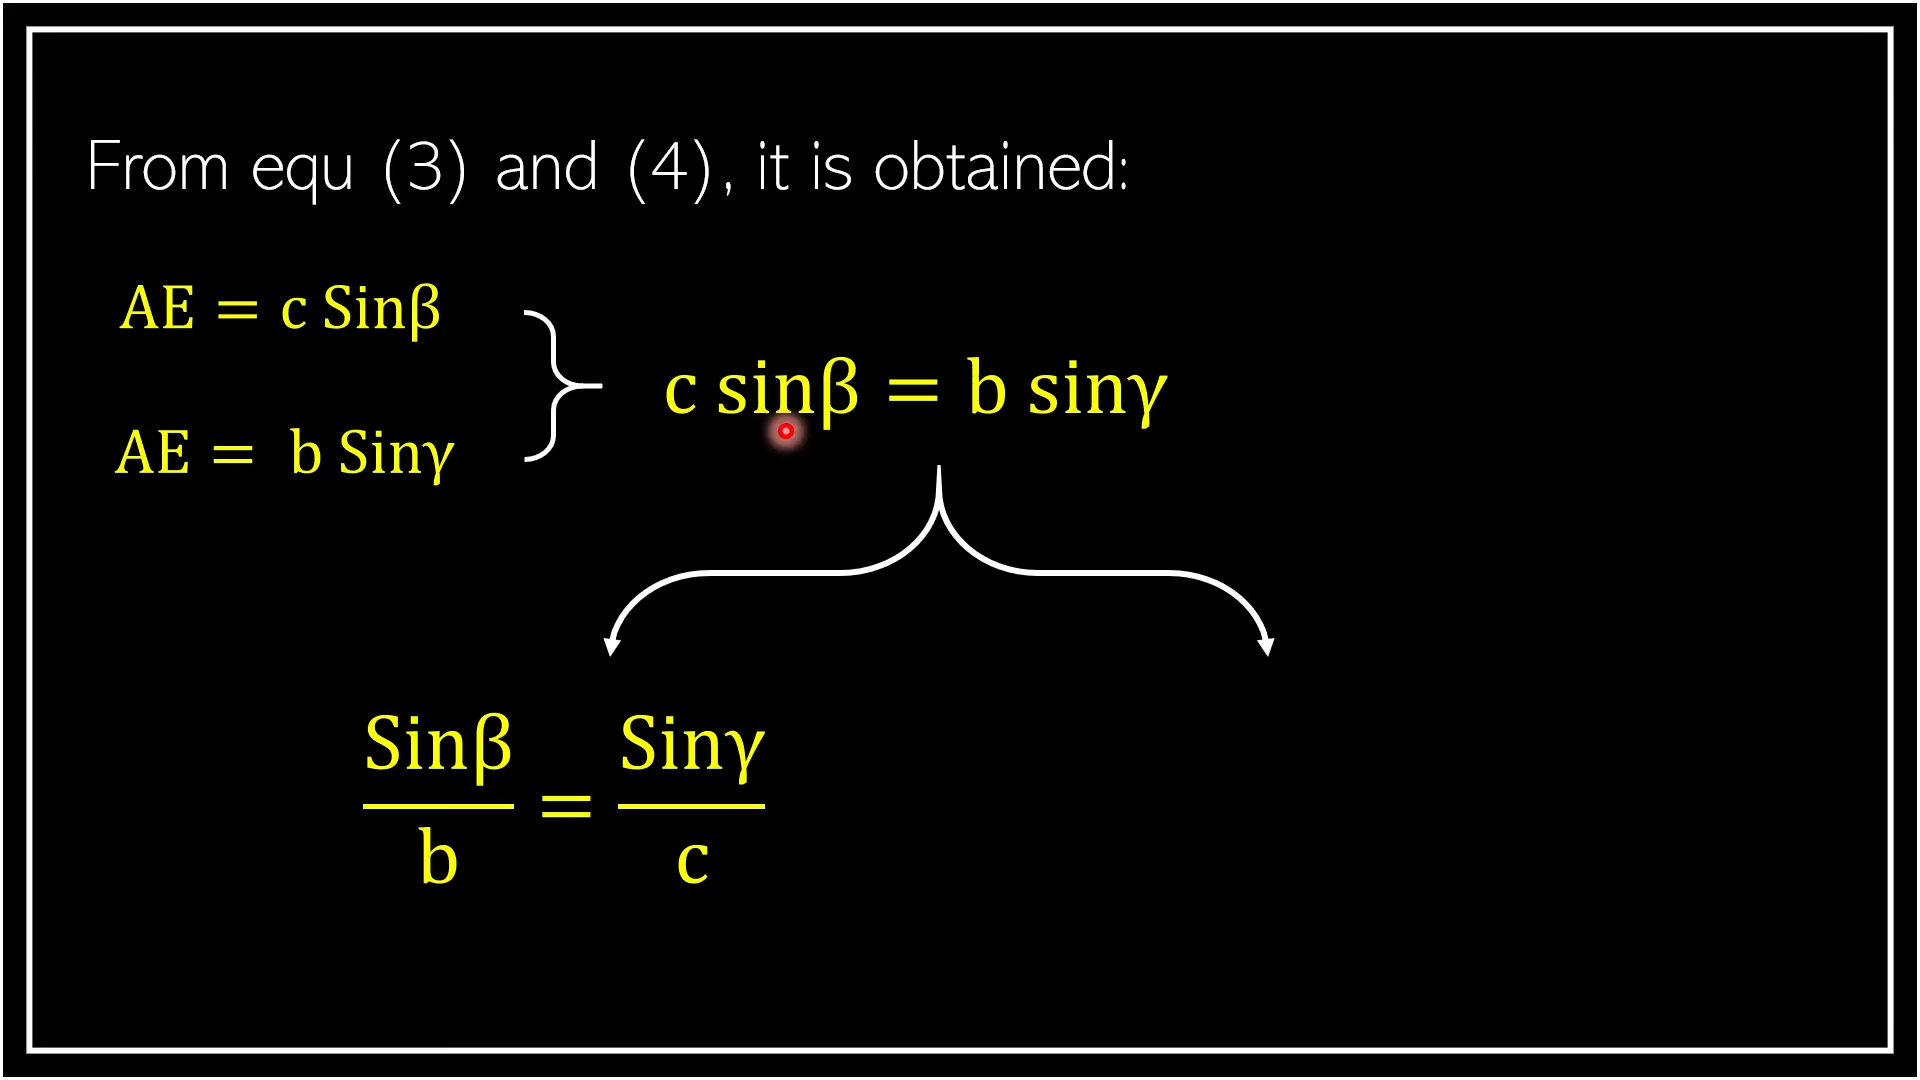 From equ (3) and (4), it is obtained:
AE = c Sinβ
AE = b Sinγ
c sinβ = b sinγ
Sinβ/b = Sinγ/c